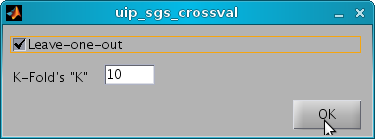 uip_sgs_crossval
Leave-one-out
K-Fold's "K"
10
OK